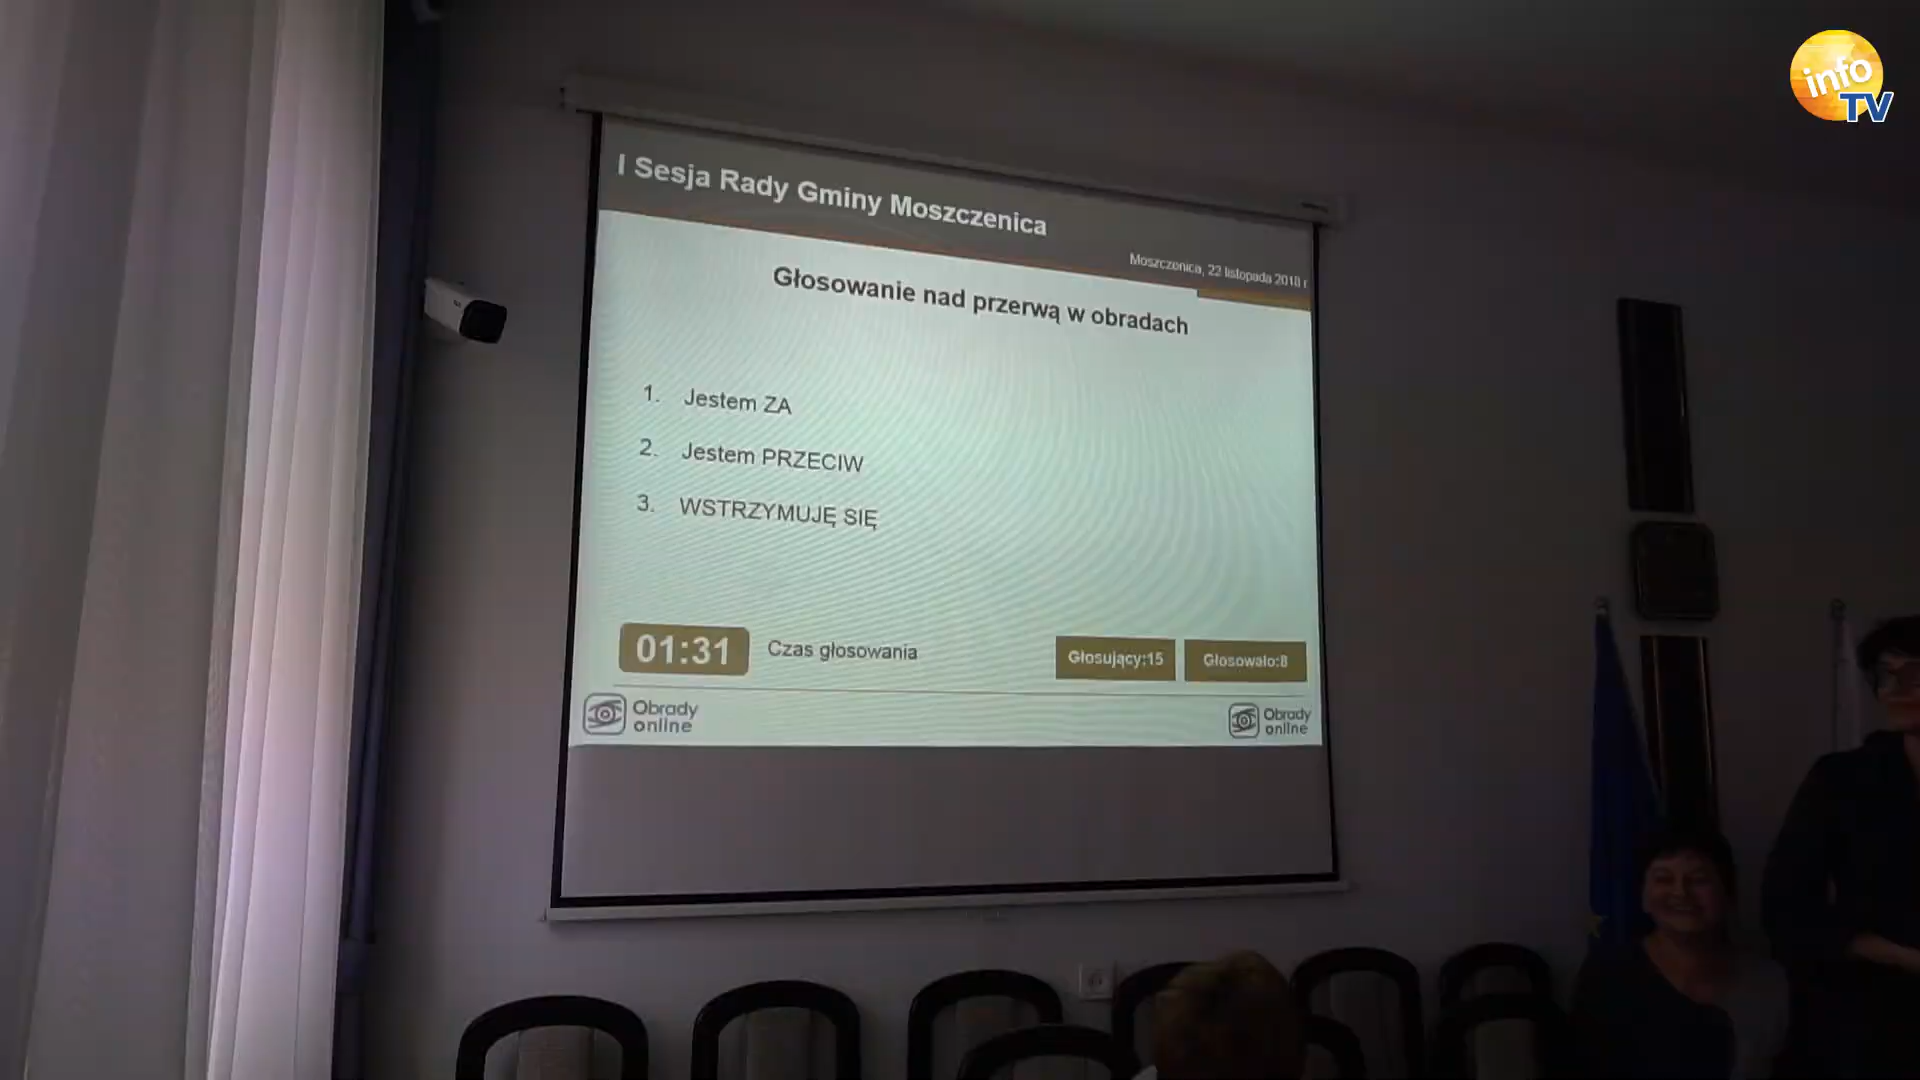 info
TV
I Sesja Rady Gminy Moszczenica
Moszczenica, 22 listopada 2018 r
Głosowanie nad przerwą w obradach
1. Jestem ZA
2. Jestem PRZECIW
3. WSTRZYMUJĘ SIĘ
01:31 Czas głosowania
Głosujący:15
Głosowało:8
Obrady
online
Obrady
online